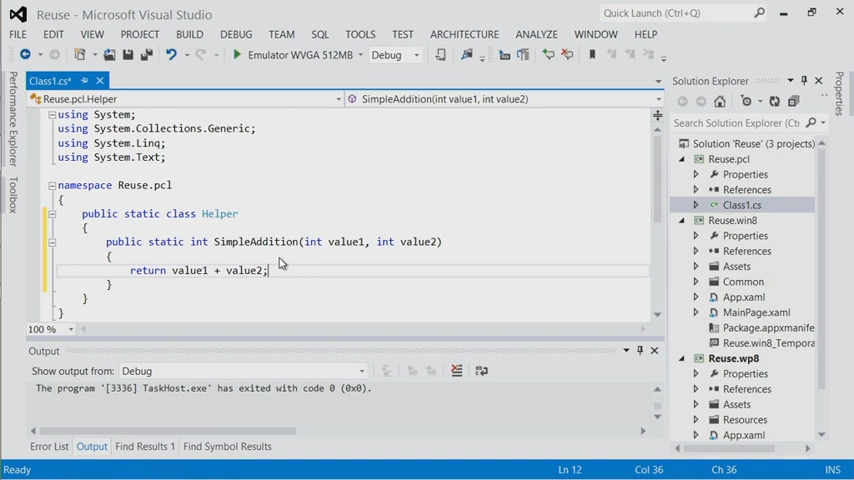 Reuse - Microsoft Visual Studio
Quick Launch (Ctrl+Q)
FILE EDIT VIEW PROJECT BUILD DEBUG TEAM SQL TOOLS TEST ARCHITECTURE ANALYZE WINDOW HELP
Emulator WVGA 512MB Debug
Performance Explorer
Toolbox
Class1.cs*
Reuse.pcl.Helper
SimpleAddition(int value1, int value2)
using System;
using System.Collections.Generic;
using System.Linq;
using System.Text;
namespace Reuse.pcl
{
public static class Helper
{
public static int SimpleAddition(int value1, int value2)
{
return value1 + value2;
}
}
}
100 %
Output
Show output from: Debug
The program '[3336] TaskHost.exe' has exited with code 0 (0x0).
Error List Output Find Results 1 Find Symbol Results
Solution Explorer
Search Solution Explorer (Ctrl+
Solution 'Reuse' (3 projects)
Reuse.pcl
Properties
References
Class1.cs
Reuse.win8
Properties
References
Assets
Common
App.xaml
MainPage.xaml
Package.appxmanife
Reuse.win8_Tempora
Reuse.wp8
Properties
References
Assets
Resources
App.xaml
Properties
Ready Ln 12 Col 36 Ch 36 INS